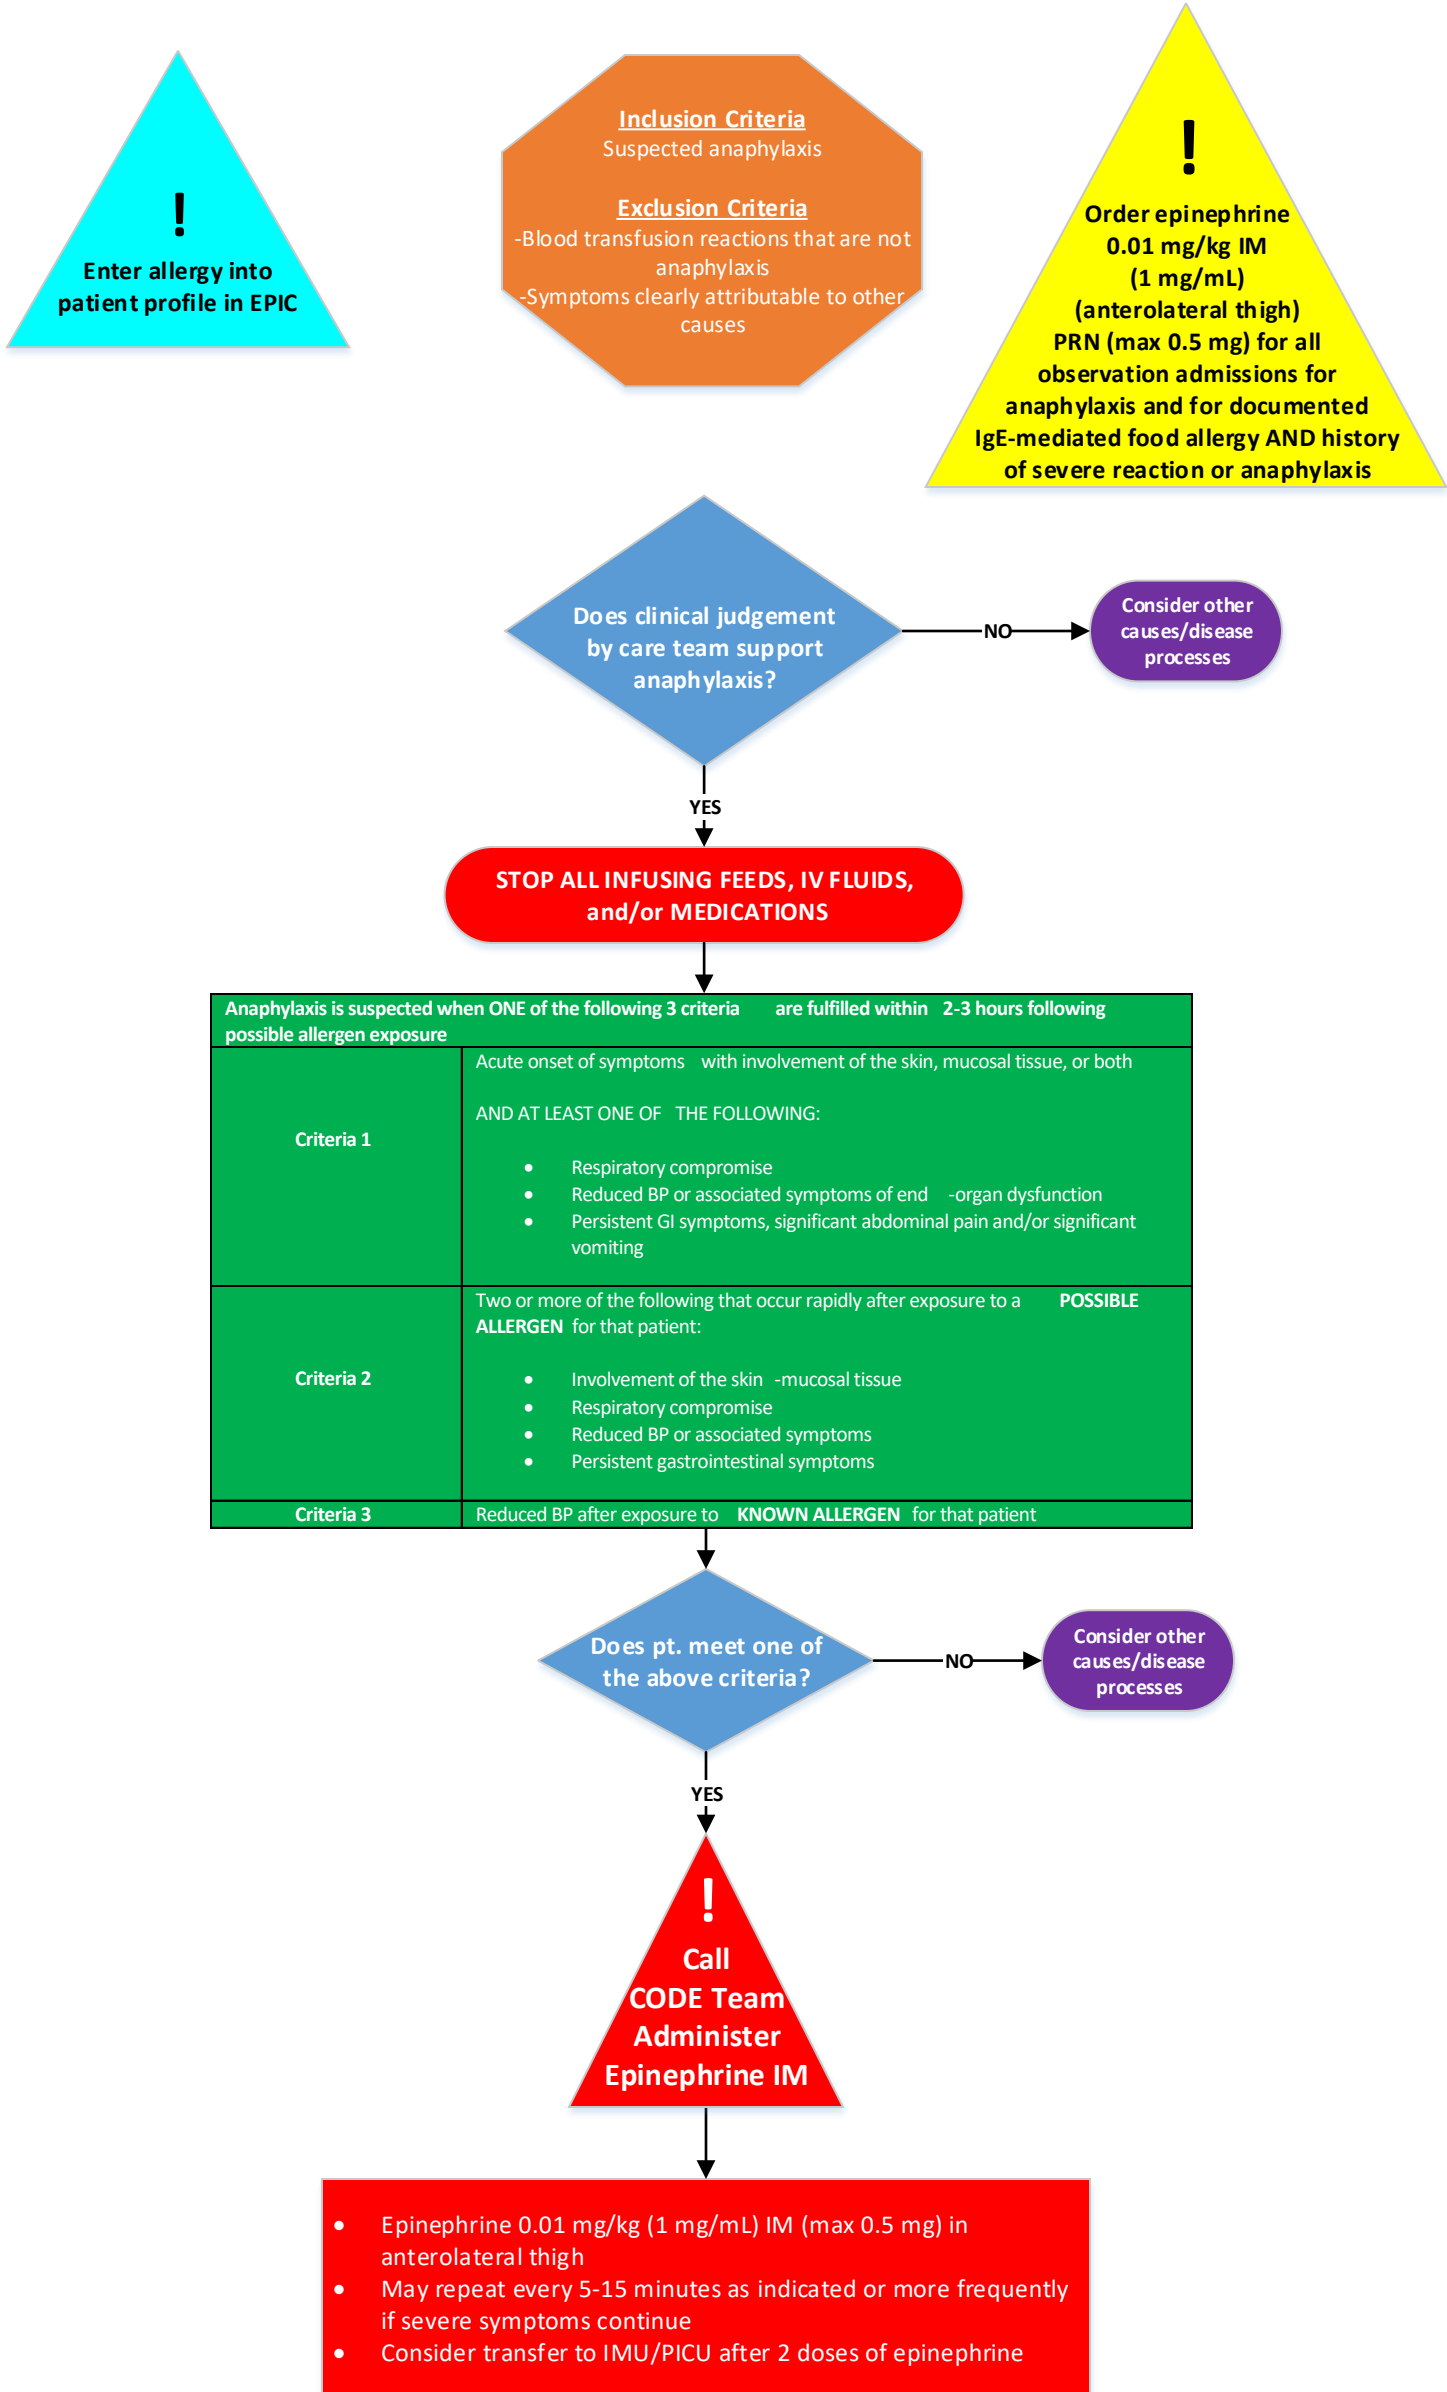 !
Enter allergy into
patient profile in EPIC
Inclusion Criteria
Suspected anaphylaxis
Exclusion Criteria
-Blood transfusion reactions that are not
anaphylaxis
-Symptoms clearly attributable to other
causes
!
Order epinephrine
0.01 mg/kg IM
(1 mg/mL)
(anterolateral thigh)
PRN (max 0.5 mg) for all
observation admissions for
anaphylaxis and for documented
IgE-mediated food allergy AND history
of severe reaction or anaphylaxis
Does clinical judgement
by care team support
anaphylaxis?
NO
Consider other
causes/disease
processes
YES
STOP ALL INFUSING FEEDS, IV FLUIDS,
and/or MEDICATIONS
Anaphylaxis is suspected when ONE of the following 3 criteria are fulfilled within 2-3 hours following
possible allergen exposure
Criteria 1
Acute onset of symptoms with involvement of the skin, mucosal tissue, or both
AND AT LEAST ONE OF THE FOLLOWING:
• Respiratory compromise
• Reduced BP or associated symptoms of end -organ dysfunction
• Persistent GI symptoms, significant abdominal pain and/or significant
vomiting
Criteria 2
Two or more of the following that occur rapidly after exposure to a POSSIBLE
ALLERGEN for that patient:
• Involvement of the skin -mucosal tissue
• Respiratory compromise
• Reduced BP or associated symptoms
• Persistent gastrointestinal symptoms
Criteria 3
Reduced BP after exposure to KNOWN ALLERGEN for that patient
Does pt. meet one of
the above criteria?
NO
Consider other
causes/disease
processes
YES
!
Call
CODE Team
Administer
Epinephrine IM
• Epinephrine 0.01 mg/kg (1 mg/mL) IM (max 0.5 mg) in
anterolateral thigh
• May repeat every 5-15 minutes as indicated or more frequently
if severe symptoms continue
• Consider transfer to IMU/PICU after 2 doses of epinephrine